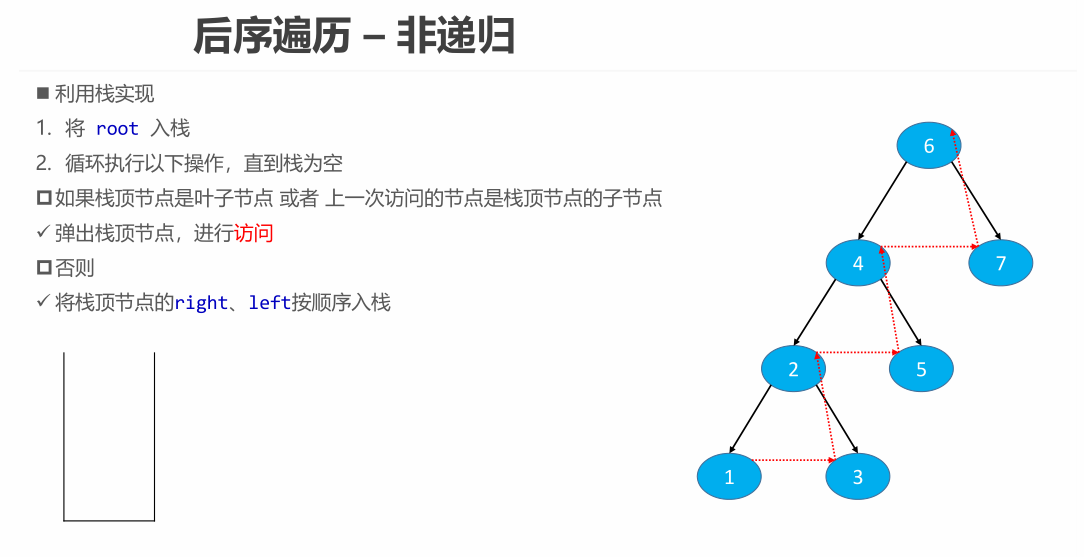 后序遍历 – 非递归
■ 利用栈实现
1. 将 root 入栈
2. 循环执行以下操作，直到栈为空
□如果栈顶节点是叶子节点 或者 上一次访问的节点是栈顶节点的子节点
✓ 弹出栈顶节点，进行访问
□否则
✓ 将栈顶节点的right、left按顺序入栈
6
4
7
2
5
1
3